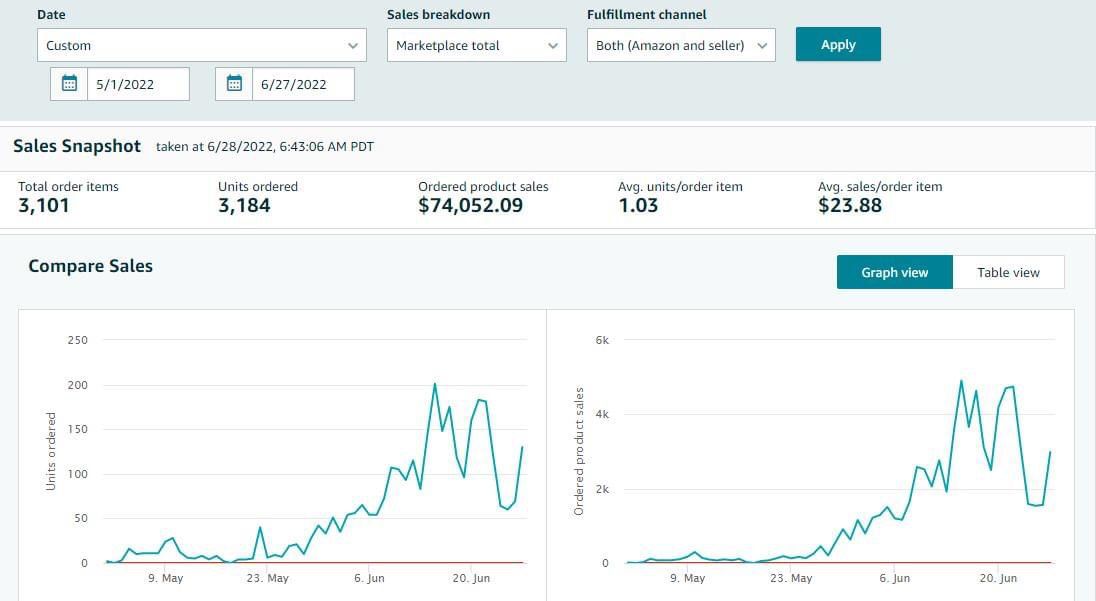 Date Sales breakdown Fulfillment channel
Custom Marketplace total Both (Amazon and seller) Apply
5/1/2022 6/27/2022
Sales Snapshot taken at 6/28/2022, 6:43:06 AM PDT
Total order items Units ordered Ordered product sales Avg. units/order item Avg. sales/order item
3,101 3,184 $74,052.09 1.03 $23.88
Compare Sales
Graph view Table view
250
200
150
100
50
0
Units ordered
9. May 23. May 6. Jun 20. Jun
6k
4k
2k
0
Ordered product sales
9. May 23. May 6. Jun 20. Jun